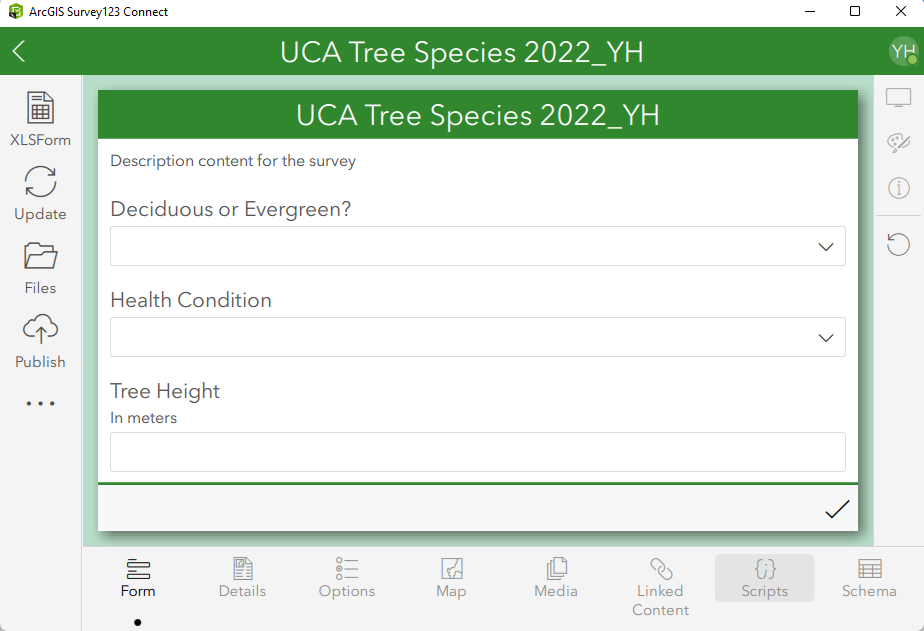 ArcGIS Survey123 Connect
UCA Tree Species 2022_YH
YH
XLSForm
Update
Files
Publish
UCA Tree Species 2022_YH
Description content for the survey
Deciduous or Evergreen?
Health Condition
Tree Height
In meters
Form
Details
Options
Map
Media
Linked
Content
Scripts
Schema